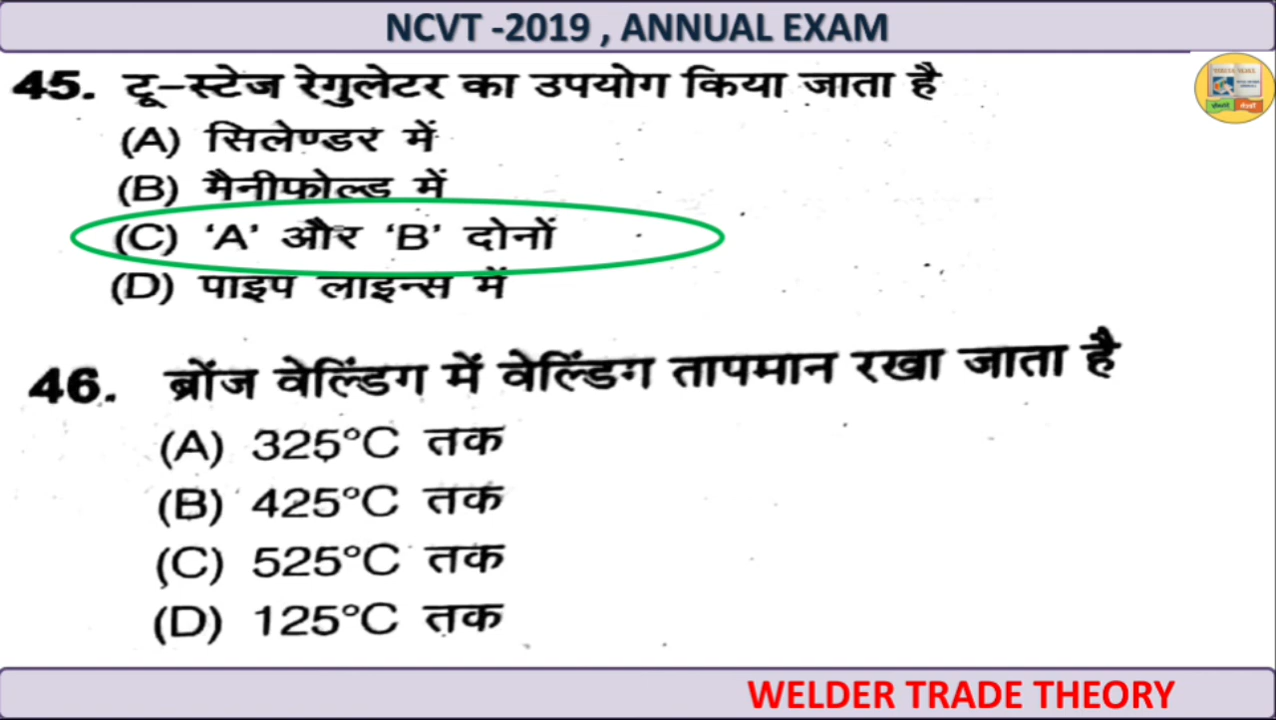 NCVT -2019 , ANNUAL EXAM
45. टू-स्टेज रेगुलेटर का उपयोग किया जाता है
(A) सिलेण्डर में
(B) मैनीफोल्ड में
(C) ‘A’ और ‘B’ दोनों
(D) पाइप लाइन्स में
46. ब्रोंज वेल्डिंग में वेल्डिंग तापमान रखा जाता है
(A) 325°C तक
(B) 425°C तक
(C) 525°C तक
(D) 125°C तक
WELDER TRADE THEORY